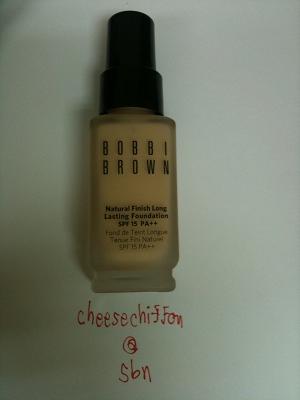 BOBBI
BROWN
Natural Finish Long
Lasting Foundation
SPF 15 PA++
Fond de Teint Longue
Tenue Fini Naturel
SPF 15 PA++
cheesechiffon
@
sbn